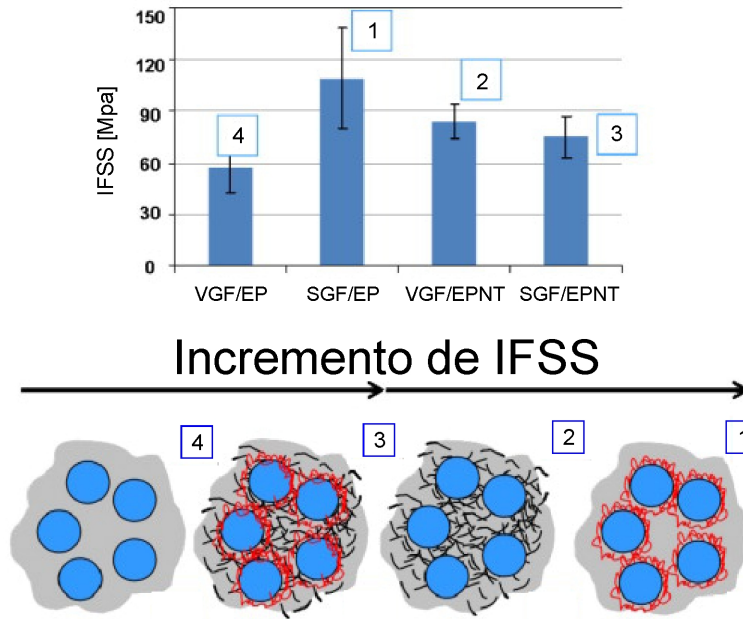 150
1
120
2
IFSS [Mpa]
90
4
3
60
30
0
VGF/EP SGF/EP VGF/EPNT SGF/EPNT
Incremento de IFSS
4 3 2 1